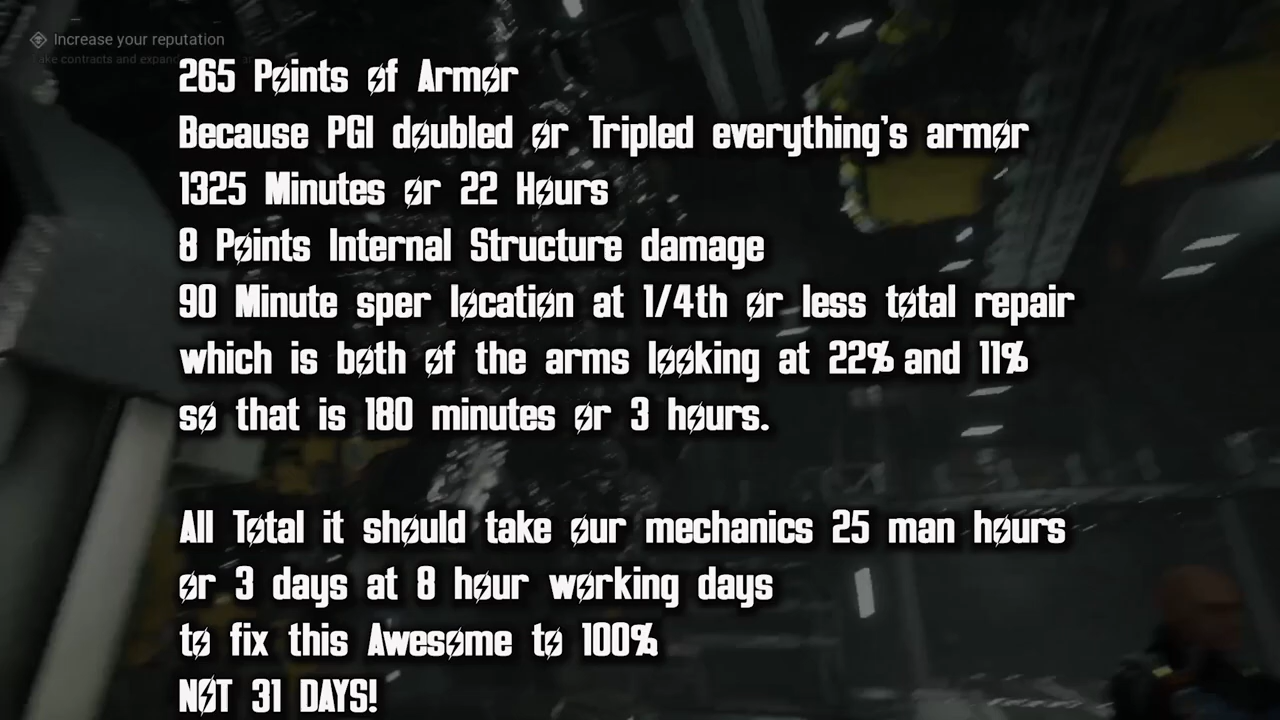 Increase your reputation
Take contracts and expand
265 Points of Armor
Because PGI doubled or Tripled everything's armor
1325 Minutes or 22 Hours
8 Points Internal Structure damage
90 Minute sper location at 1/4th or less total repair
which is both of the arms looking at 22% and 11%
so that is 180 minutes or 3 hours.
All Total it should take our mechanics 25 man hours
or 3 days at 8 hour working days
to fix this Awesome to 100%
NOT 31 DAYS!